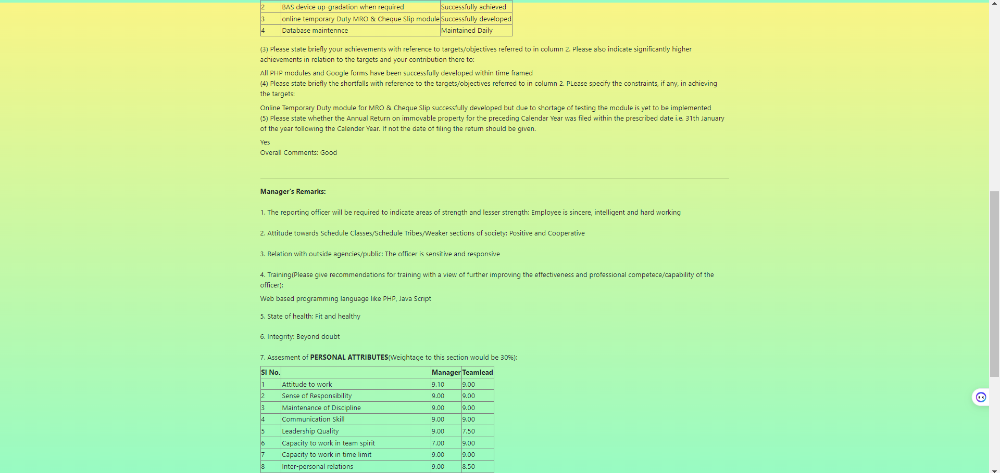 2 BAS device up-gradation when required Successfully achieved
3 online temporary Duty MRO & Cheque Slip module Successfully developed
4 Database maintennce Maintained Daily
(3) Please state briefly your achievements with reference to targets/objectives referred to in column 2. Please also indicate significantly higher
achievements in relation to the targets and your contribution there to:
All PHP modules and Google forms have been successfully developed within time framed
(4) Please state briefly the shortfalls with reference to the targets/objectives referred to in column 2. PLease specify the constraints, if any, in achieving
the targets:
Online Temporary Duty module for MRO & Cheque Slip successfully developed but due to shortage of testing the module is yet to be implemented
(5) Please state whether the Annual Return on immovable property for the preceding Calendar Year was filed within the prescribed date i.e. 31th January
of the year following the Calender Year. If not the date of filing the return should be given.
Yes
Overall Comments: Good
Manager's Remarks:
1. The reporting officer will be required to indicate areas of strength and lesser strength: Employee is sincere, intelligent and hard working
2. Attitude towards Schedule Classes/Schedule Tribes/Weaker sections of society: Positive and Cooperative
3. Relation with outside agencies/public: The officer is sensitive and responsive
4. Training(Please give recommendations for training with a view of further improving the effectiveness and professional competece/capability of the
officer):
Web based programming language like PHP, Java Script
5. State of health: Fit and healthy
6. Integrity: Beyond doubt
7. Assesment of PERSONAL ATTRIBUTES(Weightage to this section would be 30%):
Sl No. Manager Teamlead
1 Attitude to work 9.10 9.00
2 Sense of Responsibility 9.00 9.00
3 Maintenance of Discipline 9.00 9.00
4 Communication Skill 9.00 9.00
5 Leadership Quality 9.00 7.50
6 Capacity to work in team spirit 7.00 9.00
7 Capacity to work in time limit 9.00 9.00
8 Inter-personal relations 9.00 8.50